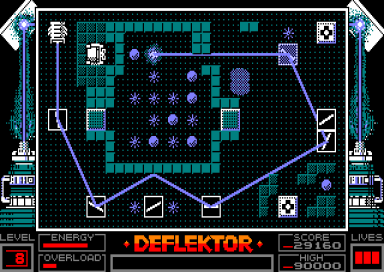 LEVEL ENERGY DEFLEKTOR SCORE LIVES
29160
8 OVERLOAD HIGH
90000